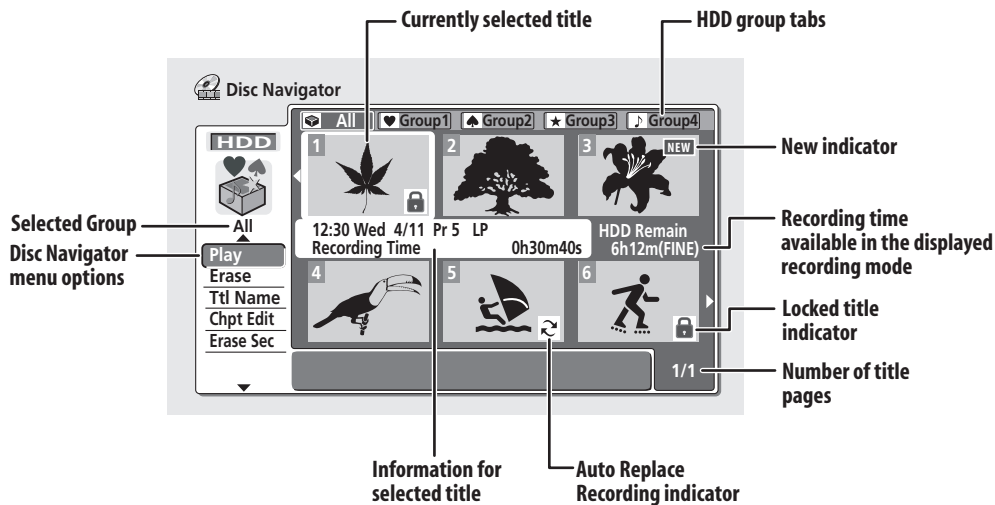 Currently selected title
HDD group tabs
Disc Navigator
All Group1 Group2 Group3 Group4
HDD
1
2
3 NEW
New indicator
Selected Group
All
12:30 Wed 4/11 Pr 5 LP
Recording Time 0h30m40s
HDD Remain
6h12m(FINE)
Recording time
available in the displayed
recording mode
Disc Navigator
menu options
Play
Erase
Ttl Name
Chpt Edit
Erase Sec
4
5
6
Locked title
indicator
1/1
Number of title
pages
Information for
selected title
Auto Replace
Recording indicator